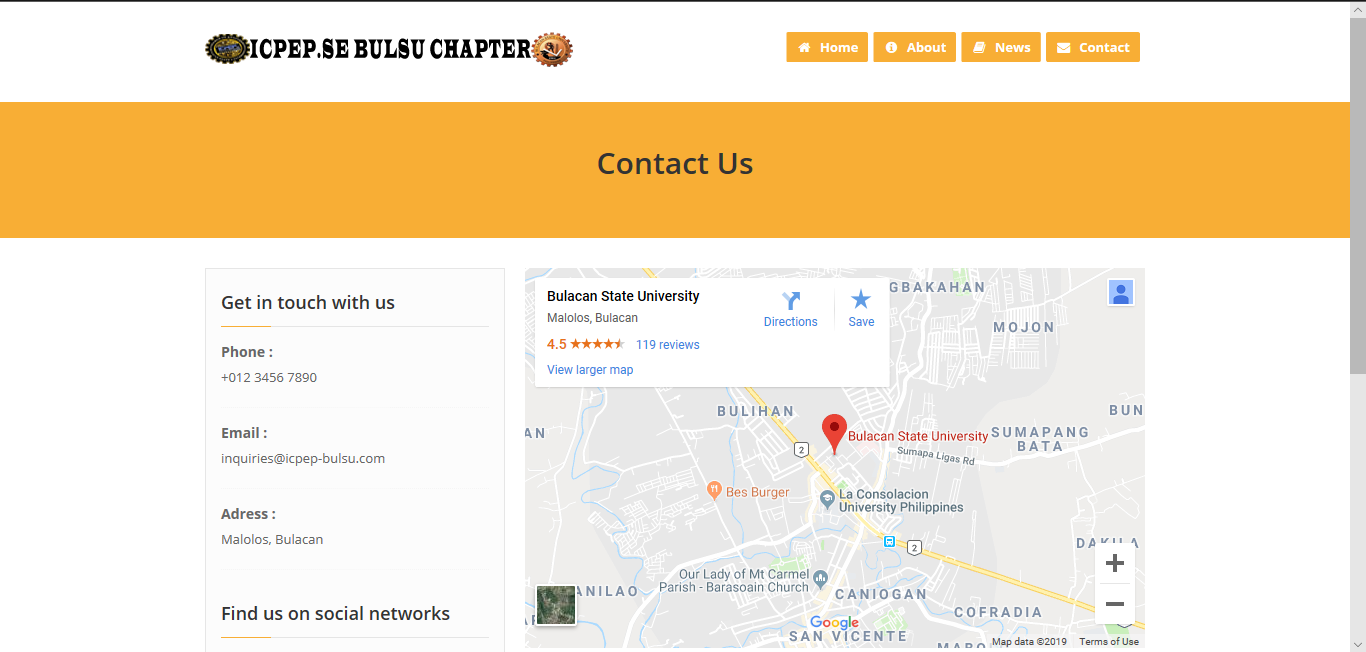 ICPEP.SE BULSU CHAPTER
Home
About
News
Contact
Contact Us
Get in touch with us
Phone :
+012 3456 7890
Email :
inquiries@icpep-bulsu.com
Adress :
Malolos, Bulacan
Find us on social networks
Bulacan State University
Malolos, Bulacan
4.5
119 reviews
View larger map
Directions
Save
GBAKAHAN
MOJON
BULIHAN
BUN
AN
2
Bulacan State University
SUMAPANG
BATA
Sumapa Ligas Rd
Bes Burger
La Consolacion
University Philippines
2
DAKILA
Our Lady of Mt Carmel
Parish - Barasoain Church
ANILAO
CANIOGAN
COFRADIA
Google
SAN VICENTE
Map data ©2019
Terms of Use